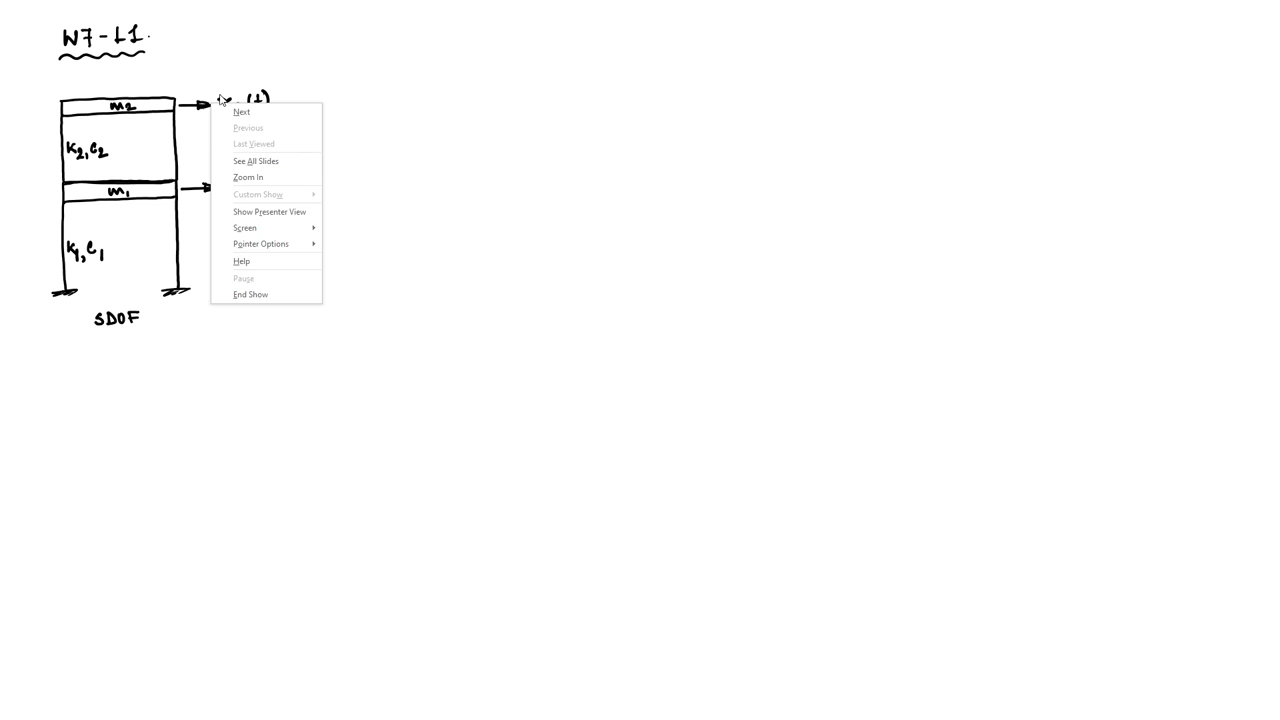 W7-L1.
m2
(t)
K2, C2
m1
K1, C1
SDOF
Next
Previous
Last Viewed
See All Slides
Zoom In
Custom Show
Show Presenter View
Screen
Pointer Options
Help
Pause
End Show